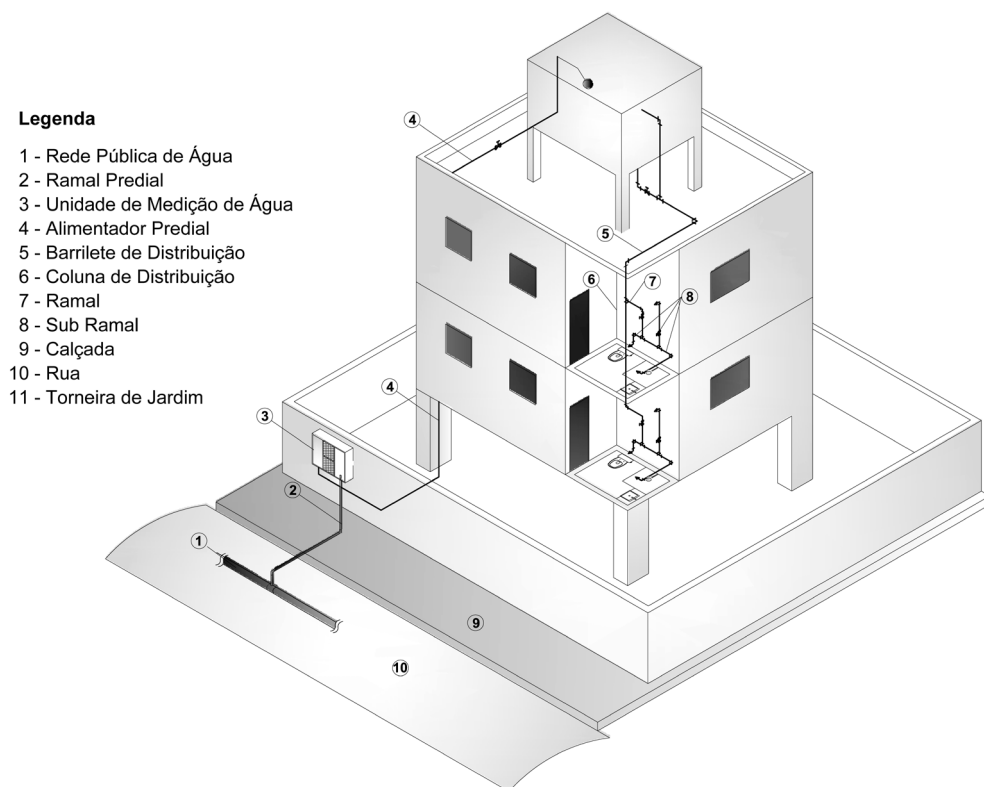 Legenda
1 - Rede Pública de Água
2 - Ramal Predial
3 - Unidade de Medição de Água
4 - Alimentador Predial
5 - Barrilete de Distribuição
6 - Coluna de Distribuição
7 - Ramal
8 - Sub Ramal
9 - Calçada
10 - Rua
11 - Torneira de Jardim
4
5
6
7
8
4
3
2
1
9
10